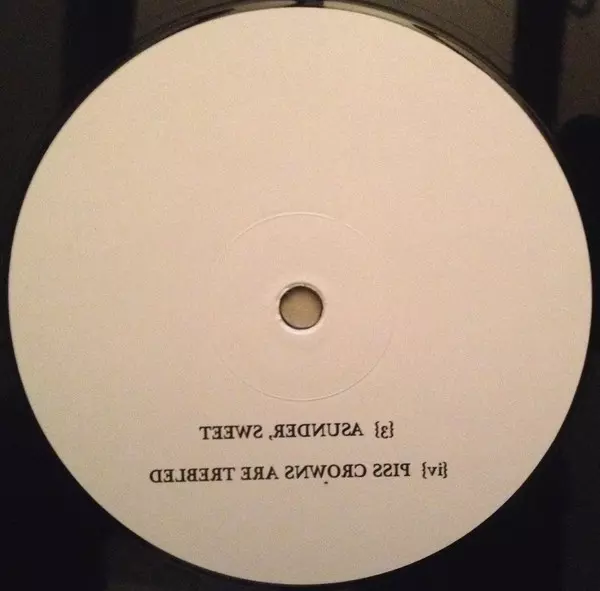 {3} ASUNDER, SWEET
{iv} PISS CROWNS ARE TREBLED